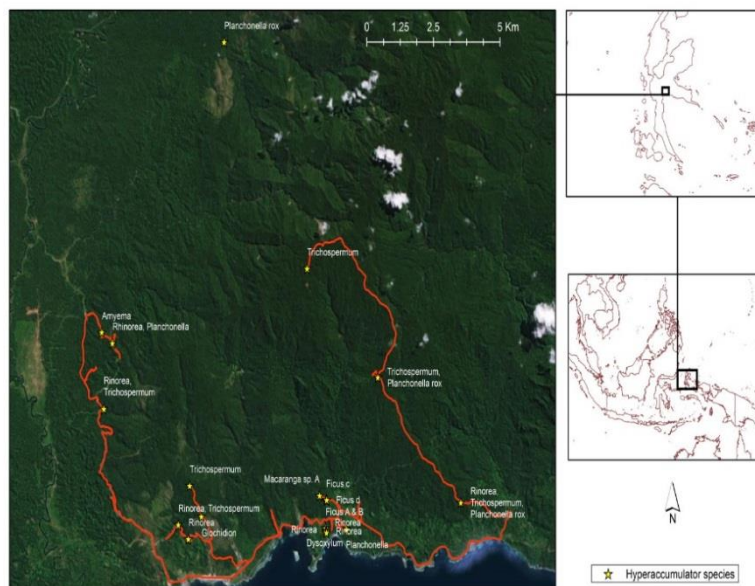 Planchonella rox
0 1.25 2.5 5 Km
Trichospermum
Amyema
Rhinorea, Planchonella
Trichospermum,
Planchonella rox
Rinorea,
Trichospermum
Trichospermum
Macaranga sp. A
Ficus c
Rinorea,
Trichospermum,
Planchonella rox
Ficus d
Rinorea, Trichospermum
Ficus A & B
Rinorea
Rinorea
Glochidion
Rinorea
Rinorea
Dysoxylum
Planchonella
N
Hyperaccumulator species